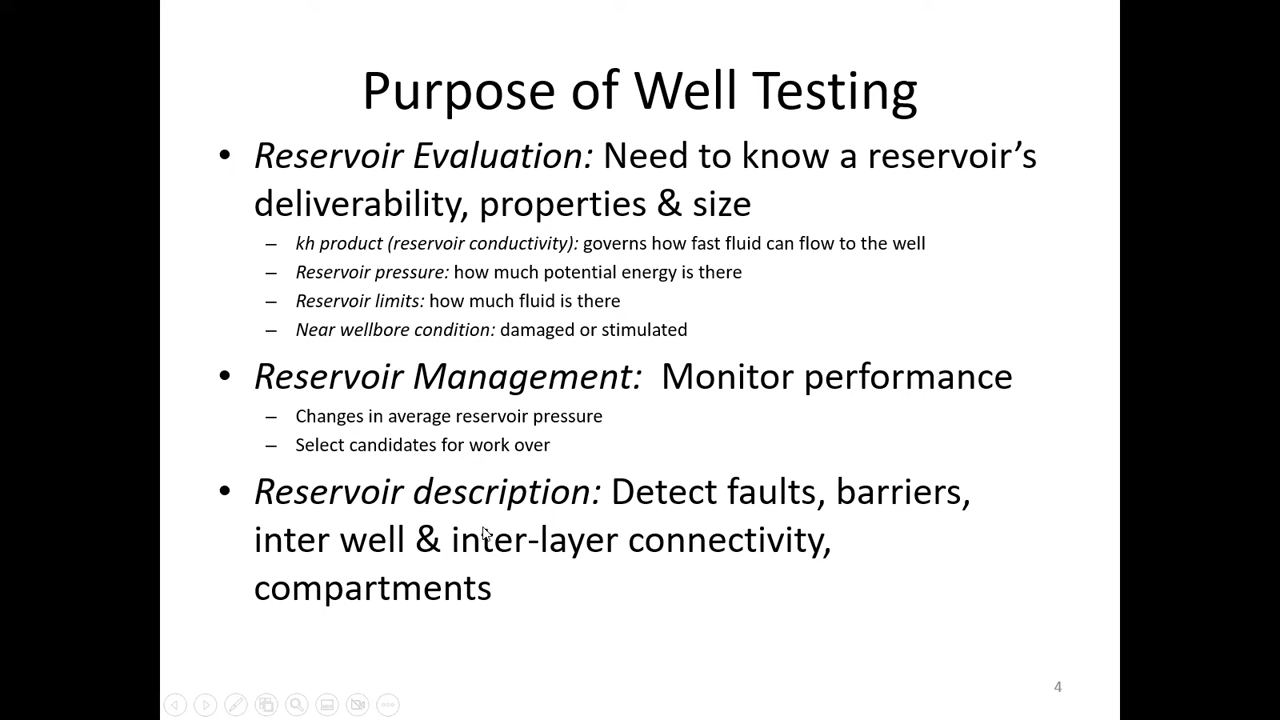 Purpose of Well Testing
• Reservoir Evaluation: Need to know a reservoir’s
deliverability, properties & size
– kh product (reservoir conductivity): governs how fast fluid can flow to the well
– Reservoir pressure: how much potential energy is there
– Reservoir limits: how much fluid is there
– Near wellbore condition: damaged or stimulated
• Reservoir Management:  Monitor performance
– Changes in average reservoir pressure
– Select candidates for work over
• Reservoir description: Detect faults, barriers,
inter well & inter-layer connectivity,
compartments
4